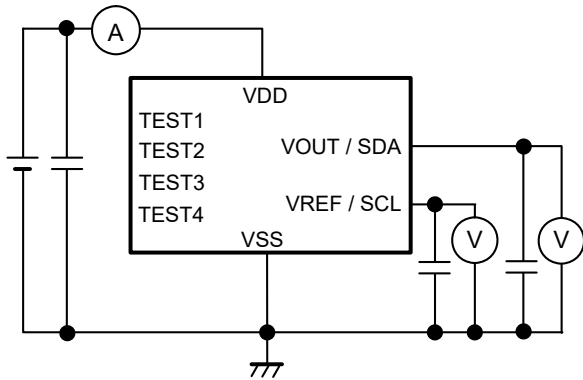 A
VDD
TEST1
TEST2
VOUT / SDA
TEST3
VREF / SCL
TEST4
VSS
V
V